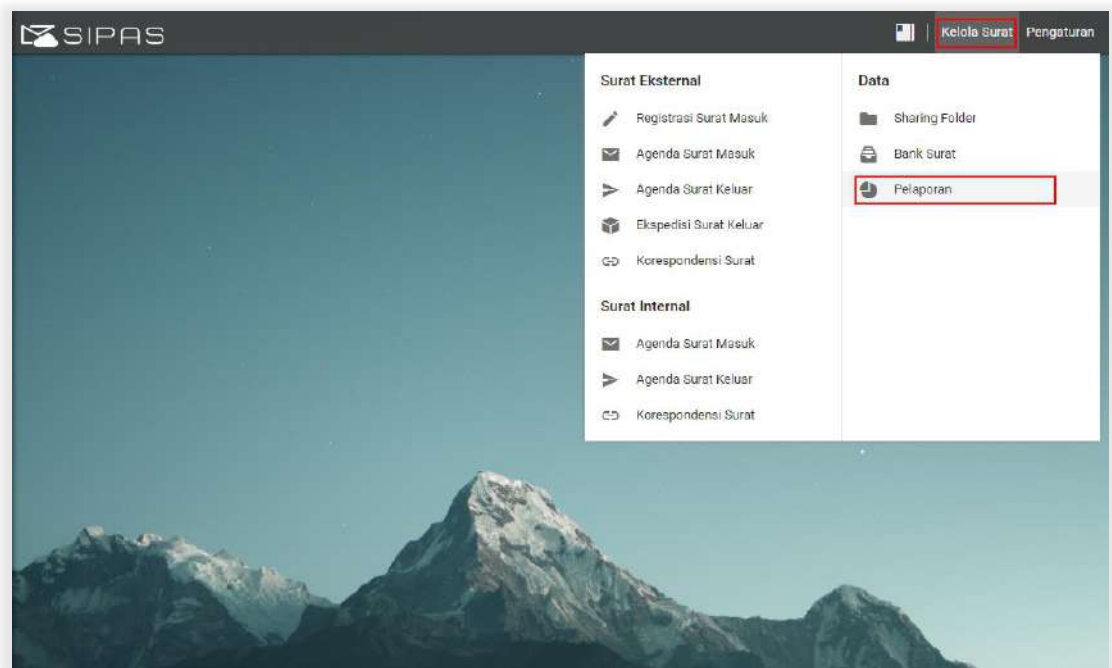 SIPAS
Kelola Surat
Pengaturan
Surat Eksternal
Registrasi Surat Masuk
Agenda Surat Masuk
Agenda Surat Keluar
Ekspedisi Surat Keluar
Korespondensi Surat
Surat Internal
Agenda Surat Masuk
Agenda Surat Keluar
Korespondensi Surat
Data
Sharing Folder
Bank Surat
Pelaporan